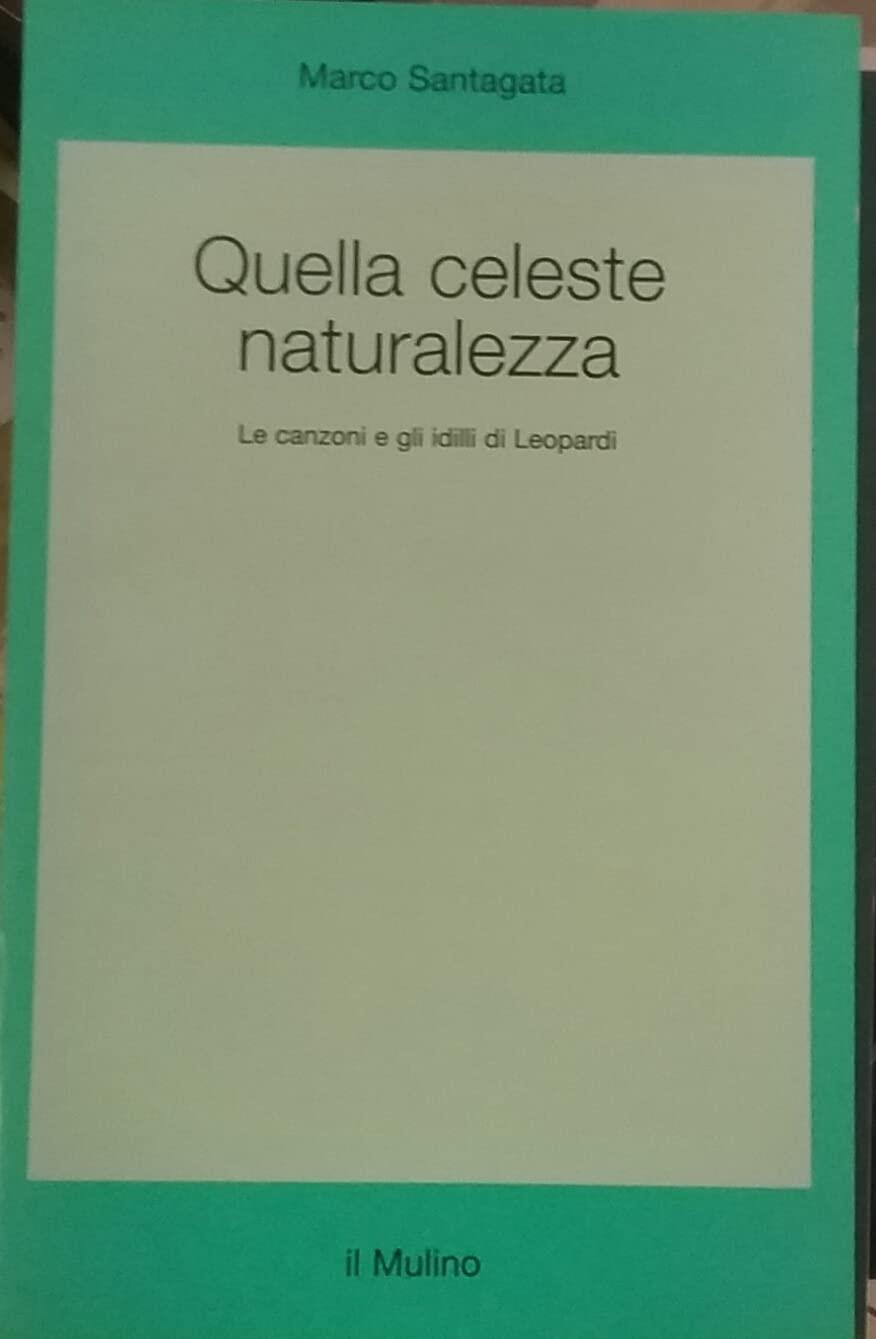 Marco Santagata
Quella celeste
naturalezza
Le canzoni e gli idilli di Leopardi
il Mulino